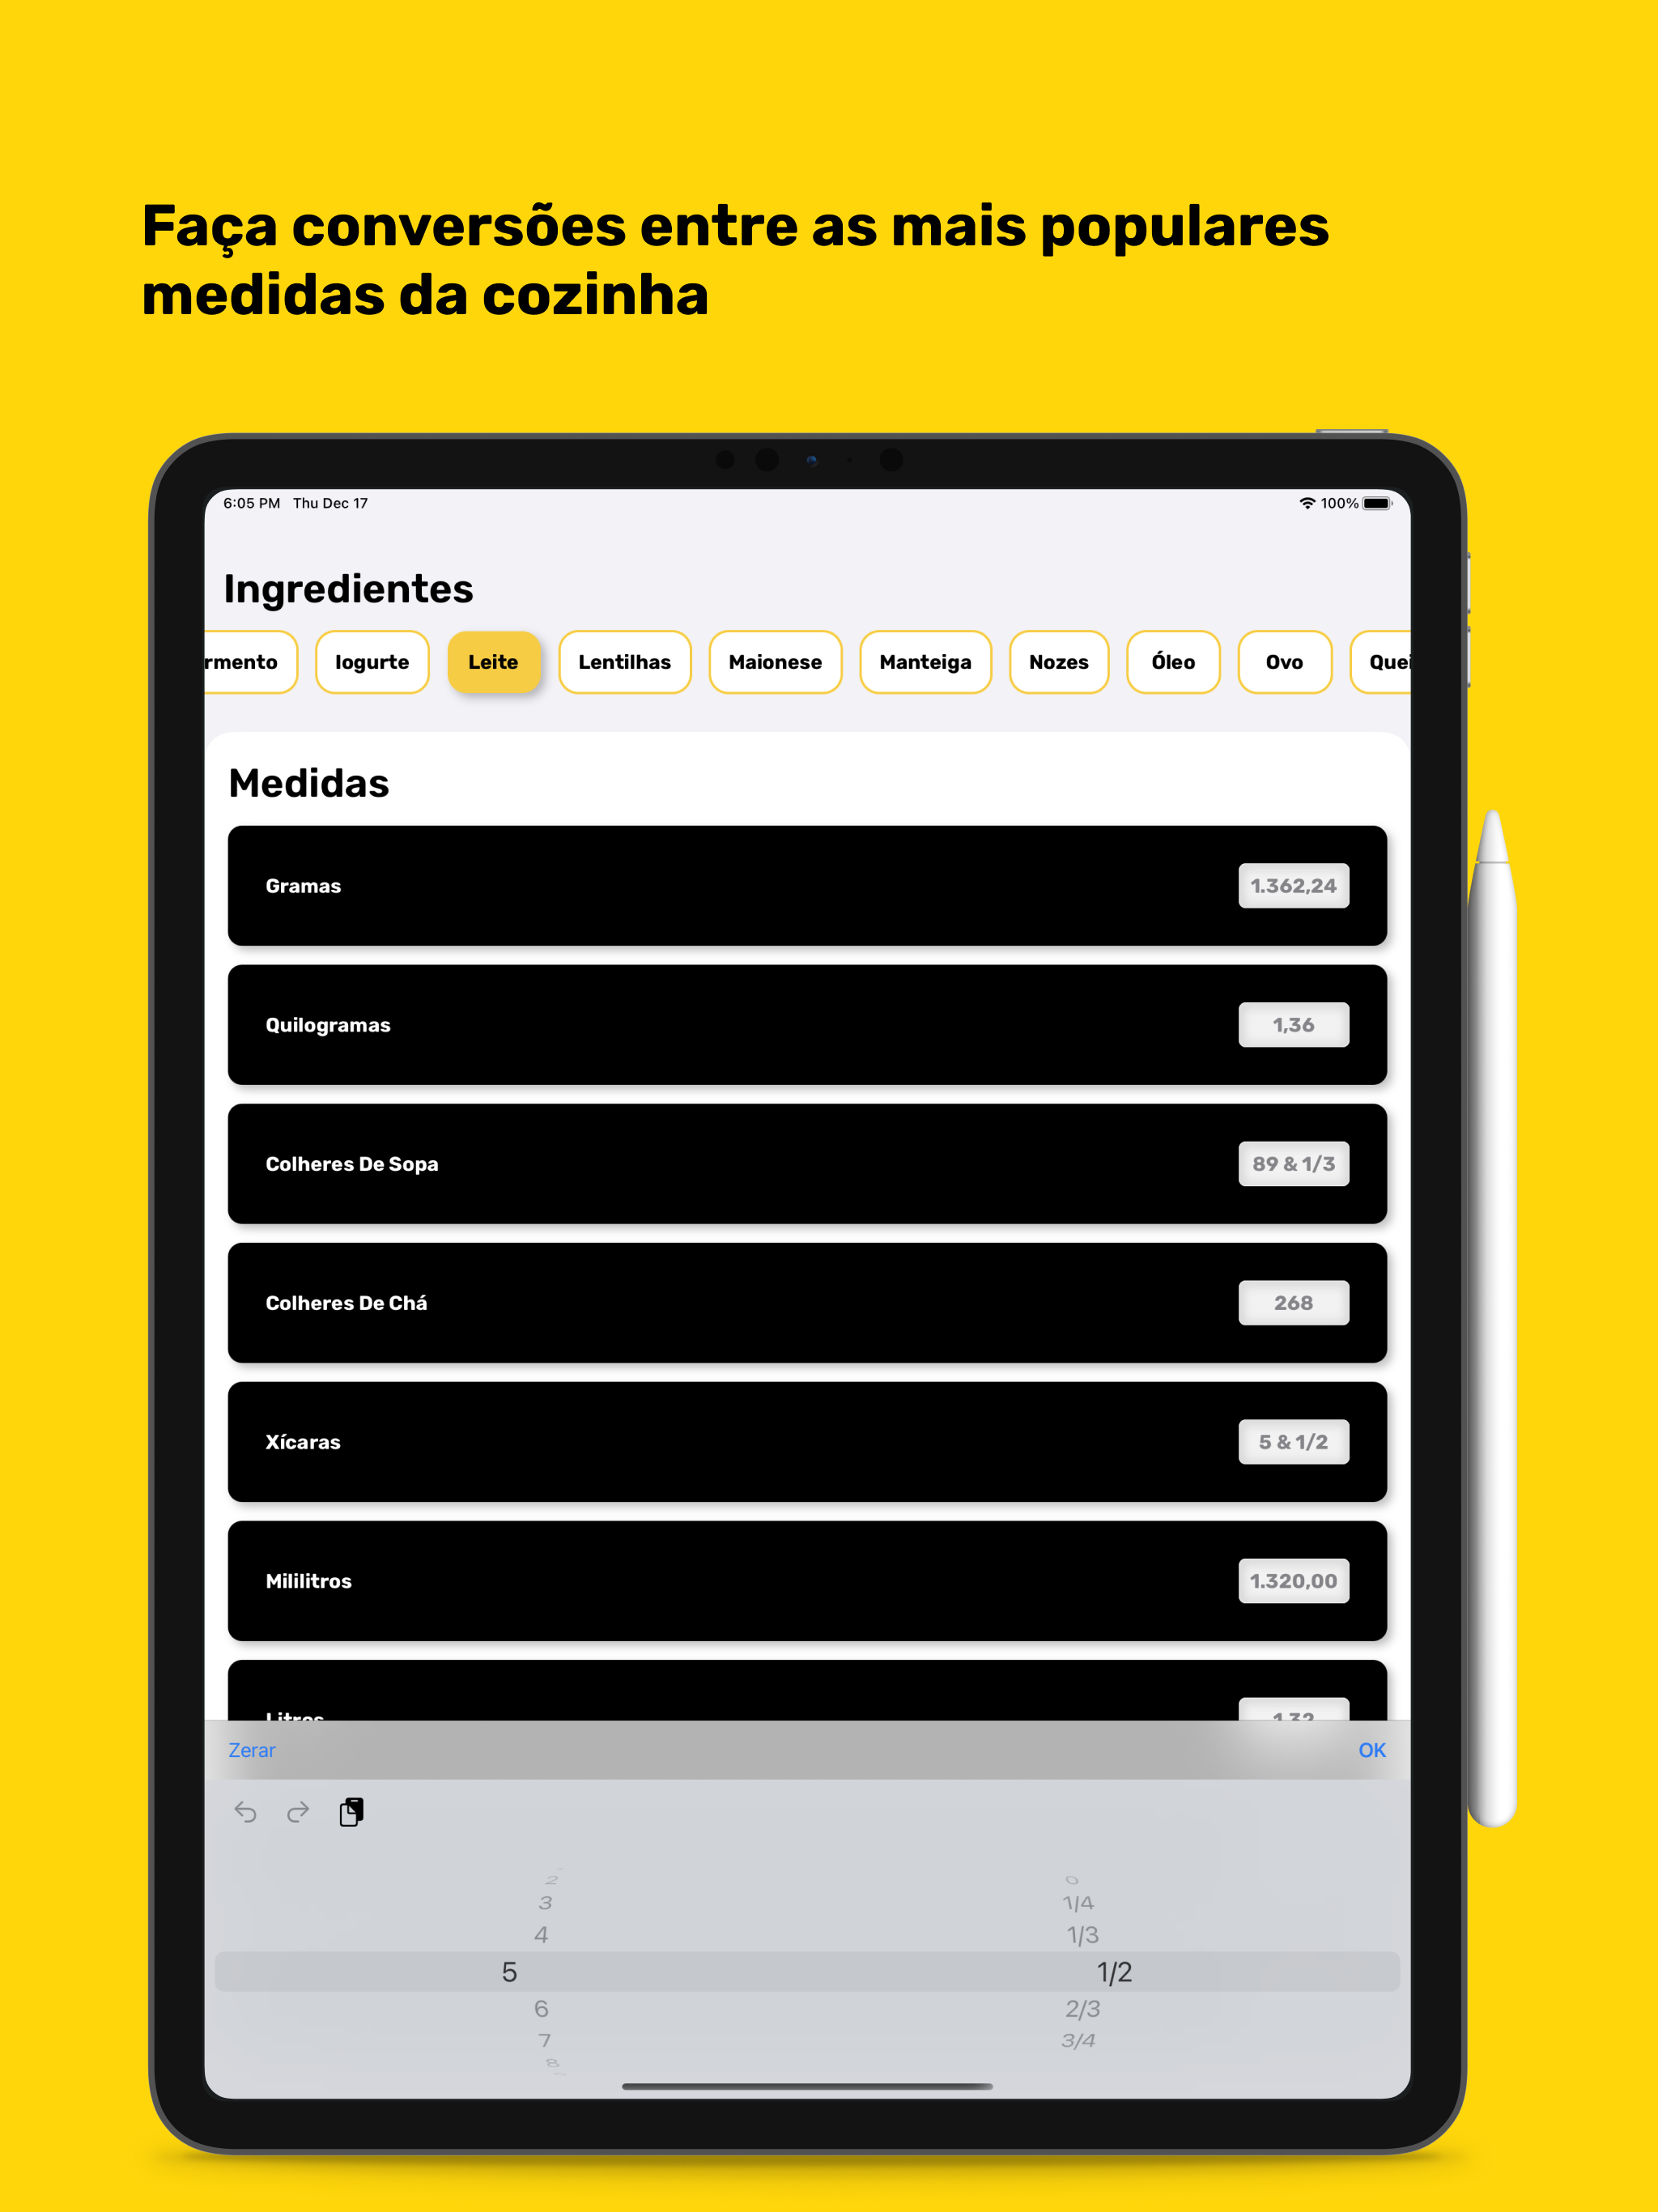 Faça conversões entre as mais populares
medidas da cozinha
6:05 PM Thu Dec 17
100%
Ingredientes
rmento Iogurte Leite Lentilhas Maionese Manteiga Nozes Óleo Ovo Quei
Medidas
Gramas 1.362,24
Quilogramas 1,36
Colheres De Sopa 89 & 1/3
Colheres De Chá 268
Xícaras 5 & 1/2
Mililitros 1.320,00
Litros 1,32
Zerar OK
2 0
3 1/4
4 1/3
5 1/2
6 2/3
7 3/4
8